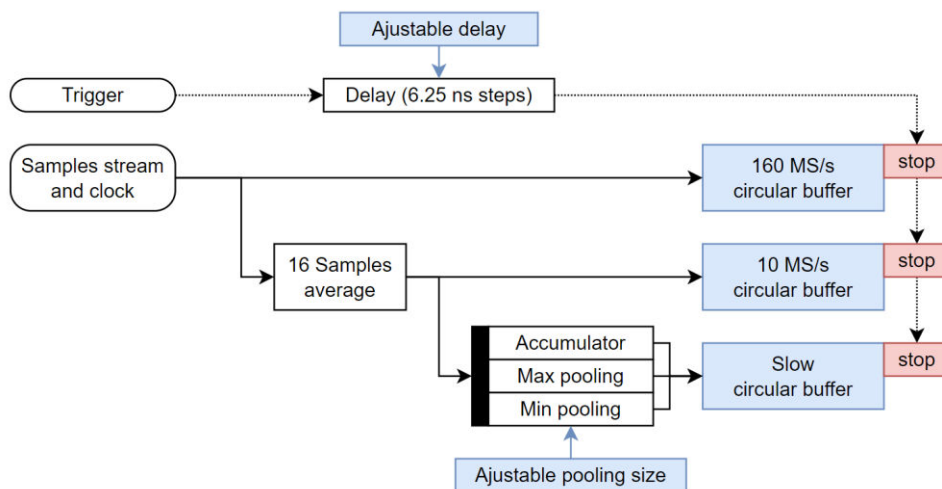 Ajustable delay
Trigger
Delay (6.25 ns steps)
Samples stream
and clock
160 MS/s
circular buffer
stop
16 Samples
average
10 MS/s
circular buffer
stop
Accumulator
Max pooling
Min pooling
Slow
circular buffer
stop
Ajustable pooling size